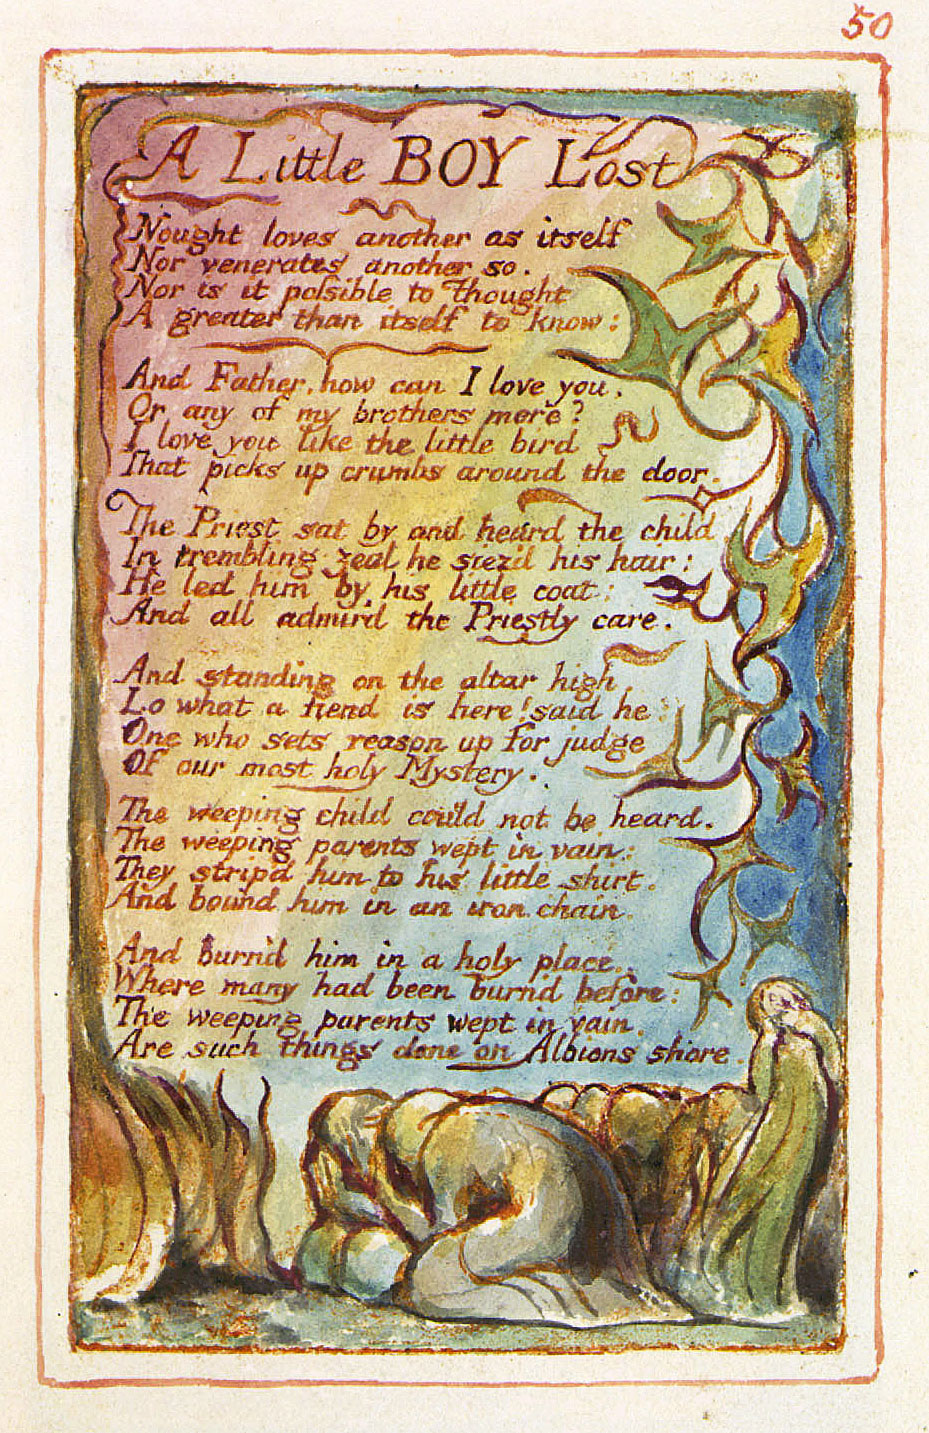 50
A Little BOY Lost
Nought loves another as itself
Nor venerates another so.
Nor is it possible to Thought
A greater than itself to know:
And Father, how can I love you,
Or any of my brothers more?
I love you like the little bird
That picks up crumbs around the door.
The Priest sat by and heard the child
In trembling zeal he siez'd his hair:
He led him by his little coat:
And all admir'd the Priestly care.
And standing on the altar high
Lo what a fiend is here! said he:
One who sets reason up for judge
Of our most holy Mystery.
The weeping child could not be heard.
The weeping parents wept in vain:
They strip'd him to his little shirt.
And bound him in an iron chain.
And burn'd him in a holy place,
Where many had been burn'd before:
The weeping parents wept in vain.
Are such things done on Albions shore.